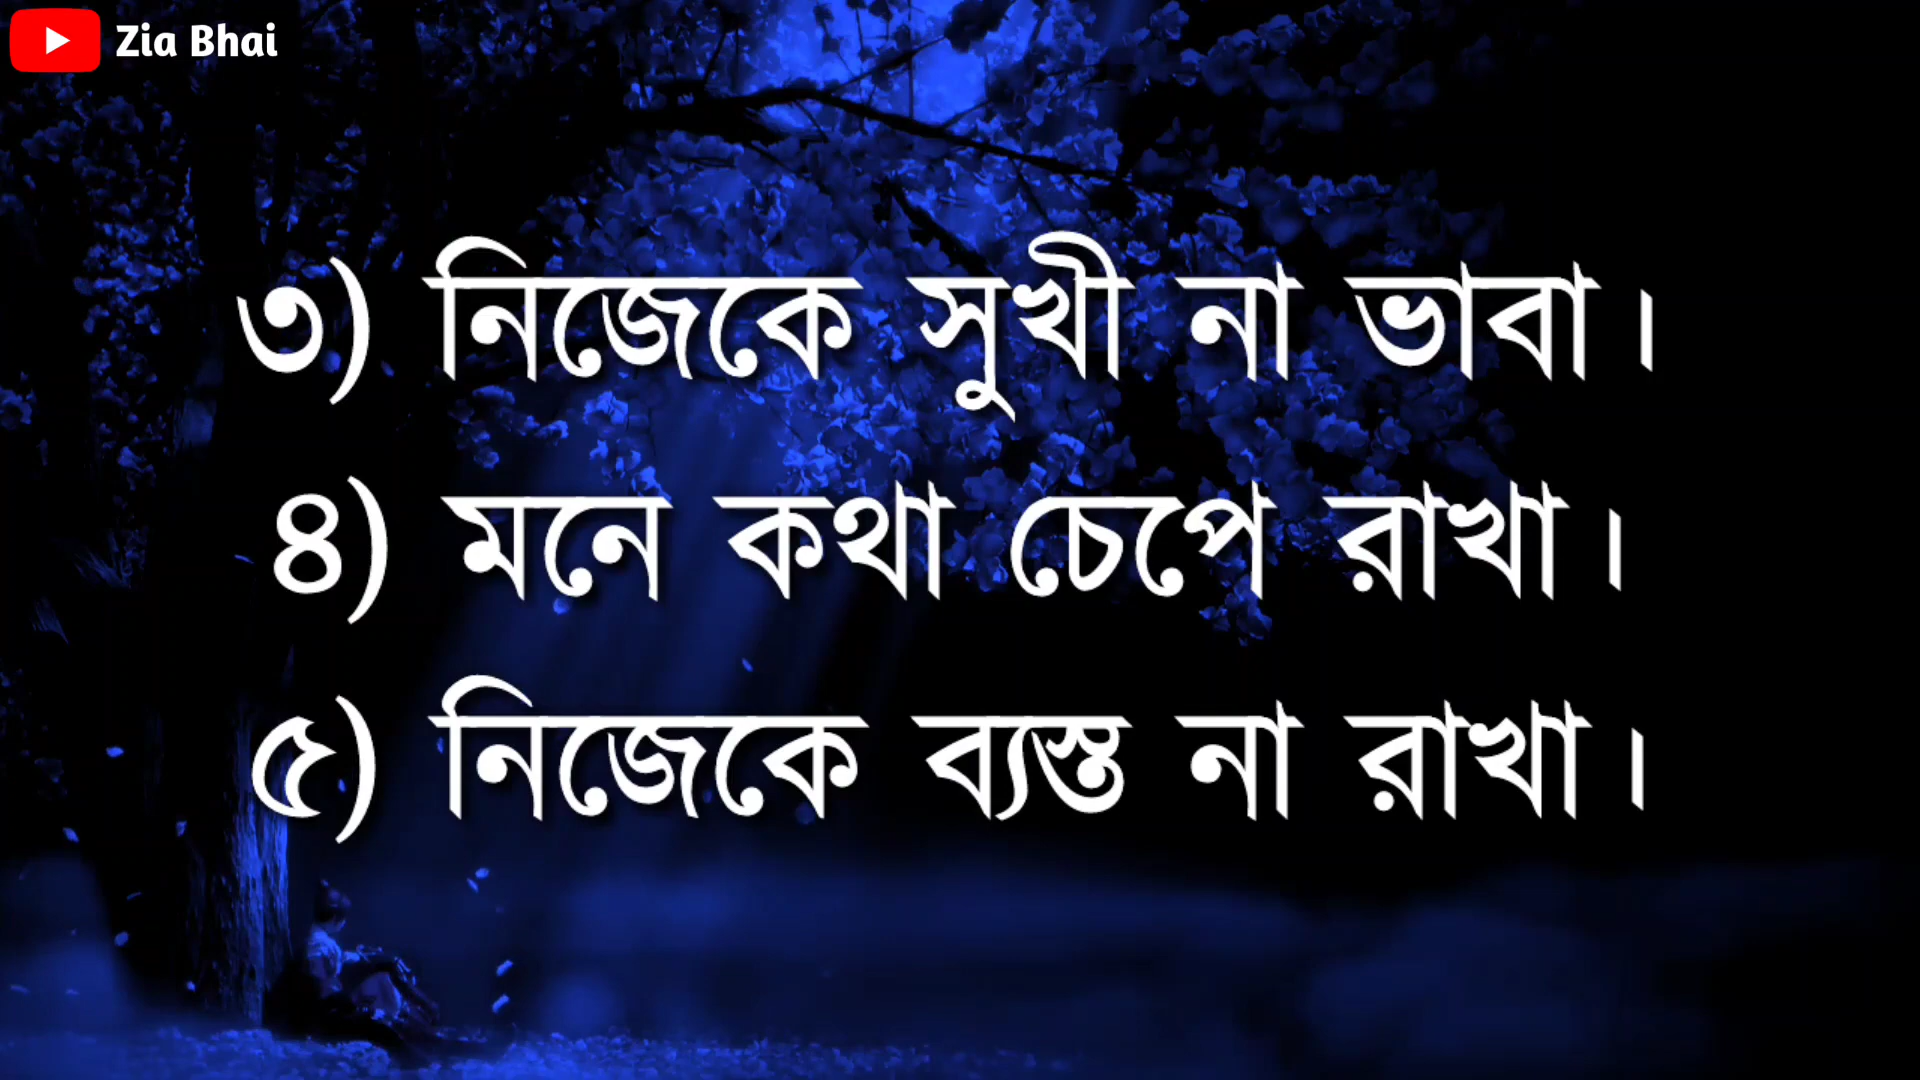 Zia Bhai
৩) নিজেকে সুখী না ভাবা।
৪) মনে কথা চেপে রাখা।
৫) নিজেকে ব্যস্ত না রাখা।